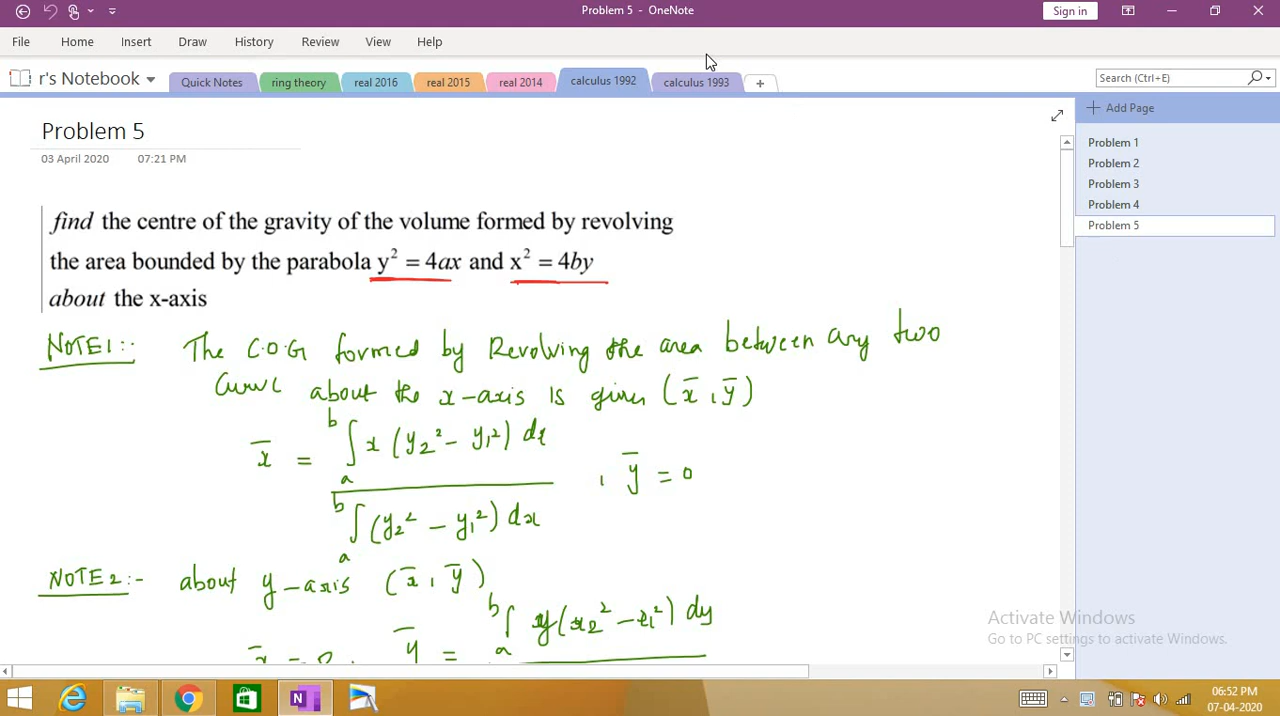 Problem 5 - OneNote
Sign in
File Home Insert Draw History Review View Help
r's Notebook Quick Notes ring theory real 2016 real 2015 real 2014 calculus 1992 calculus 1993 +
Search (Ctrl+E)
Add Page
Problem 1
Problem 2
Problem 3
Problem 4
Problem 5
Problem 5
03 April 2020 07:21 PM
find the centre of the gravity of the volume formed by revolving
the area bounded by the parabola y² = 4ax and x² = 4by
about the x-axis
NOTE1:- The C.O.G formed by Revolving the area between any two
curve about the x-axis is given (x̄, ȳ)
x̄ = ∫ₐᵇ x (y₂² - y₁²) dx / ∫ₐᵇ (y₂² - y₁²) dx , ȳ = 0
NOTE2:- about y-axis (x̄, ȳ)
x̄ = 0, ȳ = ∫ₐᵇ y(x₂² - x₁²) dy
Activate Windows
Go to PC settings to activate Windows.
06:52 PM
07-04-2020